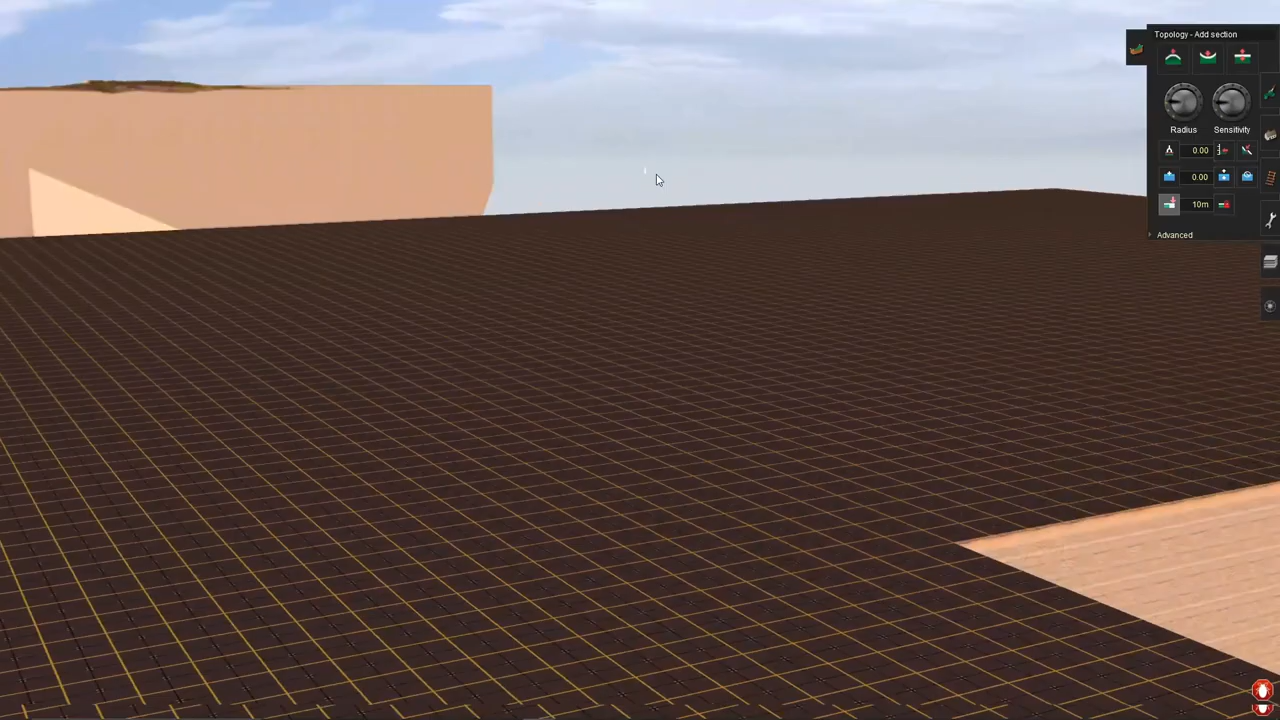 Topology - Add section
Radius
Sensitivity
0.00
0.00
10m
Advanced